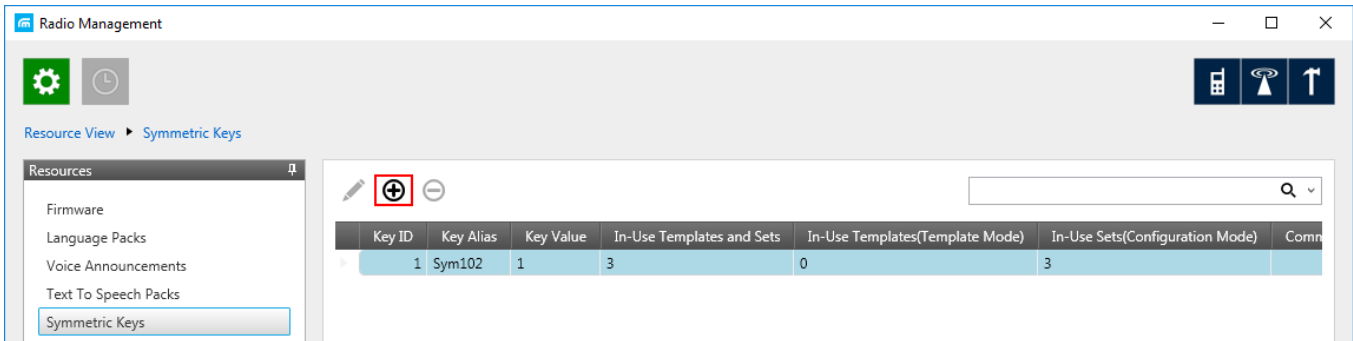 Radio Management
Resource View Symmetric Keys
Resources
Firmware
Language Packs
Voice Announcements
Text To Speech Packs
Symmetric Keys
Key ID Key Alias Key Value In-Use Templates and Sets In-Use Templates(Template Mode) In-Use Sets(Configuration Mode) Comm
1 Sym102 1 3 0 3